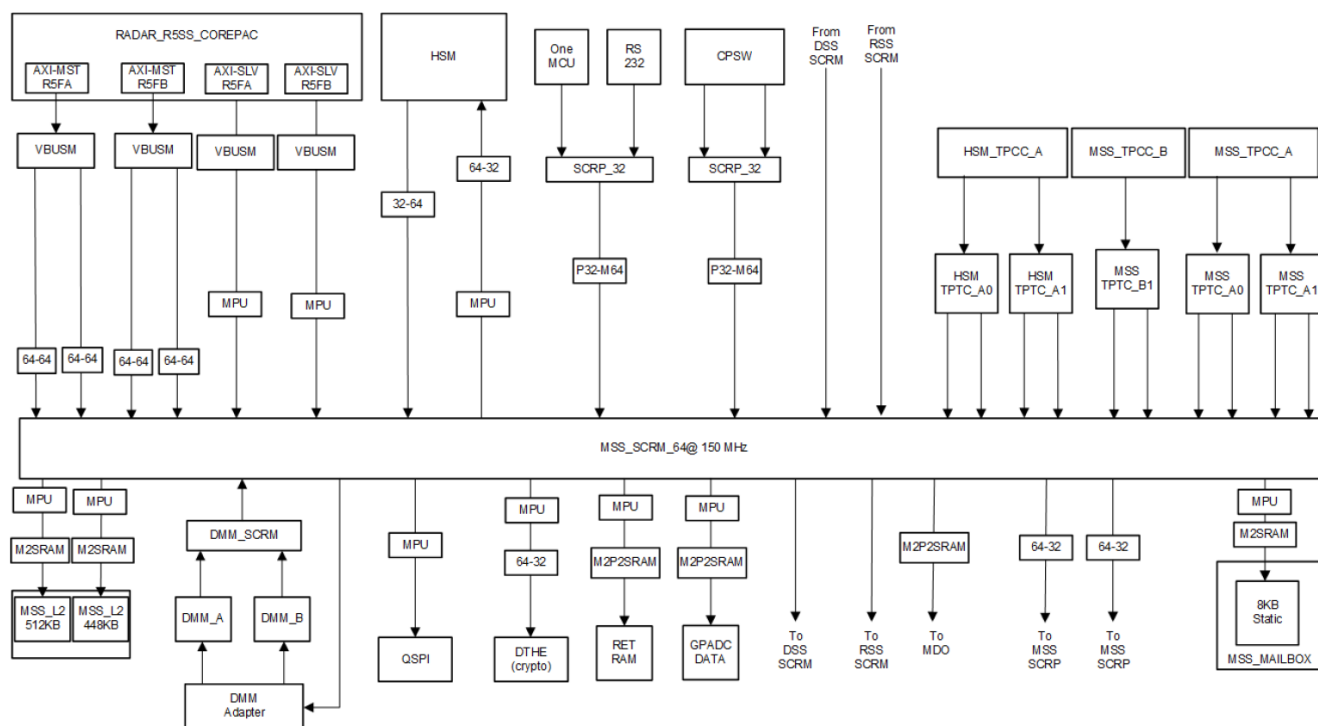 RADAR_R5SS_COREPAC
AXI-MST
R5FA
AXI-MST
R5FB
AXI-SLV
R5FA
AXI-SLV
R5FB
HSM
One
MCU
RS
232
CPSW
From
DSS
SCRM
From
RSS
SCRM
VBUSM
VBUSM
VBUSM
VBUSM
64-32
32-64
SCRP_32
SCRP_32
HSM_TPCC_A
MSS_TPCC_B
MSS_TPCC_A
P32-M64
P32-M64
HSM
TPTC_A0
HSM
TPTC_A1
MSS
TPTC_B1
MSS
TPTC_A0
MSS
TPTC_A1
MPU
MPU
MPU
64-64
64-64
64-64
64-64
MSS_SCRM_64@ 150 MHz
MPU
MPU
MPU
MPU
MPU
MPU
MPU
DMM_SCRM
M2SRAM
M2SRAM
64-32
M2P2SRAM
M2P2SRAM
M2P2SRAM
64-32
64-32
M2SRAM
MSS_L2
512KB
MSS_L2
448KB
DMM_A
DMM_B
QSPI
DTHE
(crypto)
RET
RAM
GPADC
DATA
To
DSS
SCRM
To
RSS
SCRM
To
MDO
To
MSS
SCRP
To
MSS
SCRP
8KB
Static
MSS_MAILBOX
DMM
Adapter